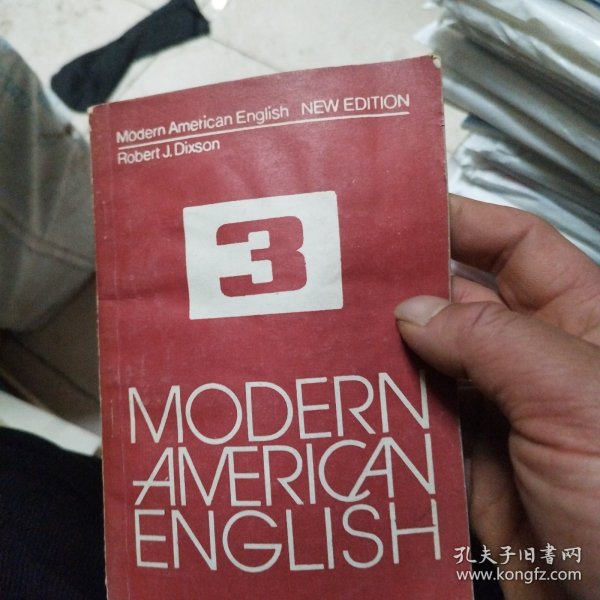 Modern American English NEW EDITION
Robert J. Dixson
3
MODERN
AMERICAN
ENGLISH
孔夫子旧书网
www.kongfz.com